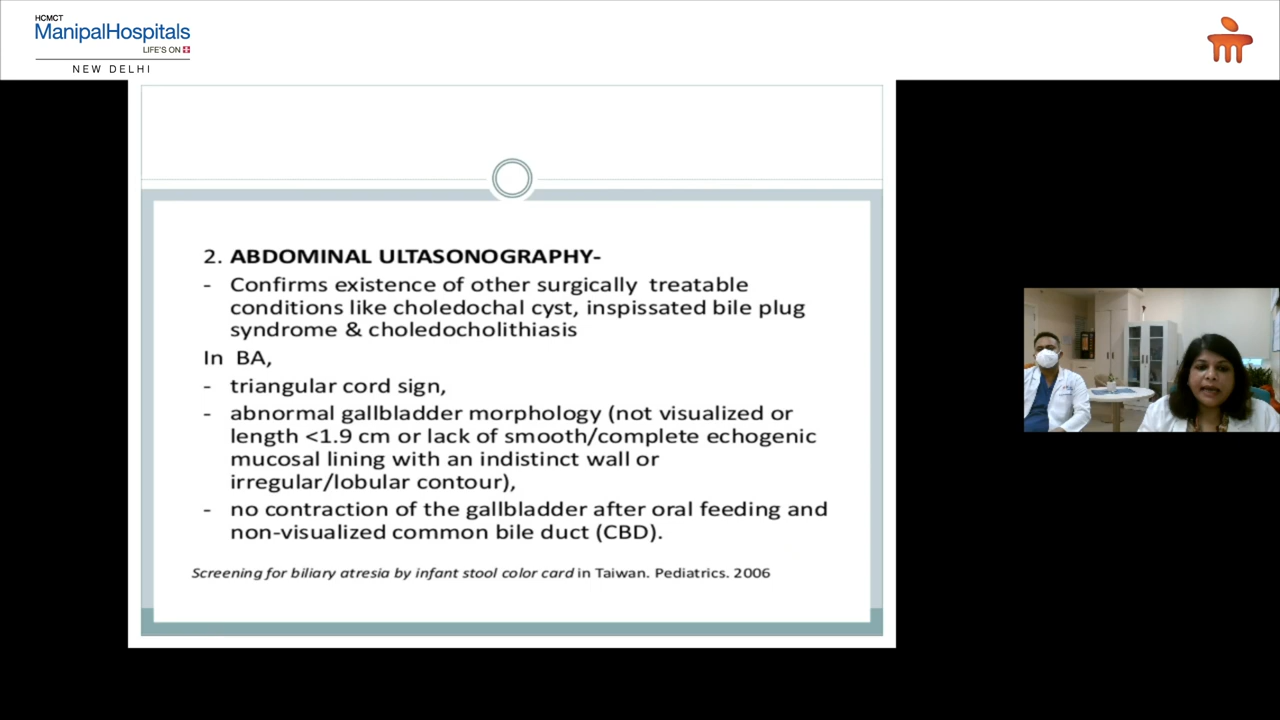 HCMCT
ManipalHospitals
LIFE'S ON
NEW DELHI
2. ABDOMINAL ULTASONOGRAPHY-
- Confirms existence of other surgically treatable
conditions like choledochal cyst, inspissated bile plug
syndrome & choledocholithiasis
In BA,
- triangular cord sign,
- abnormal gallbladder morphology (not visualized or
length <1.9 cm or lack of smooth/complete echogenic
mucosal lining with an indistinct wall or
irregular/lobular contour),
- no contraction of the gallbladder after oral feeding and
non-visualized common bile duct (CBD).
Screening for biliary atresia by infant stool color card in Taiwan. Pediatrics. 2006